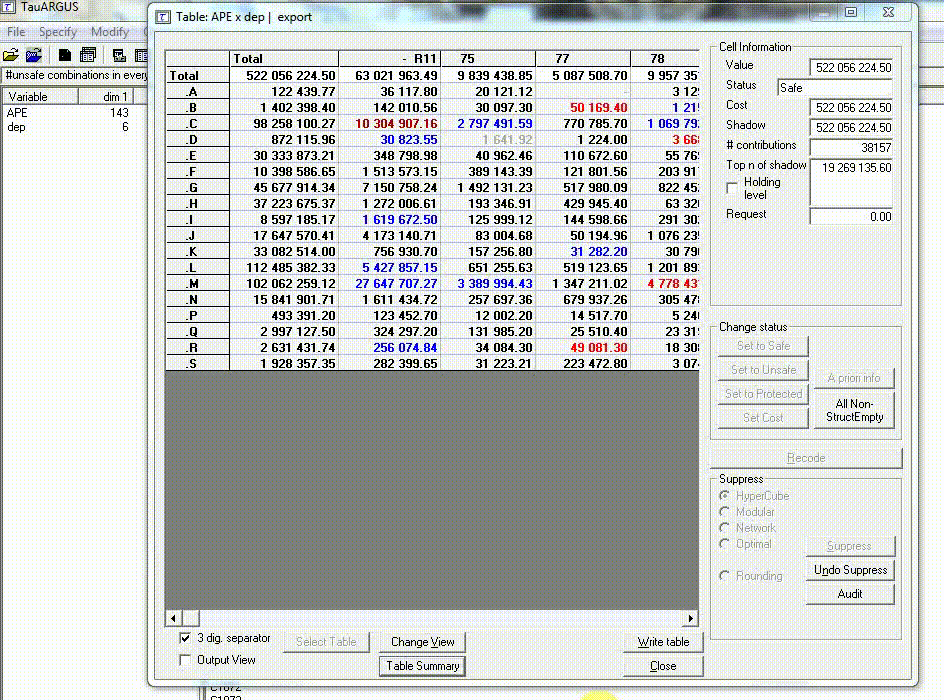 TauARGUS
File Specify Modify
#unsafe combinations in every
Variable dim 1
APE 143
dep 6
Table: APE x dep | export
Total - R11 75 77 78
Total 522 056 224.50 63 021 963.49 9 839 438.85 5 087 508.70 9 957 35
.A 122 439.77 36 117.80 20 121.12 - 3 12
.B 1 402 398.40 142 010.56 30 097.30 50 169.40 1 21
.C 98 258 100.27 10 304 907.16 2 797 491.59 770 785.70 1 069 79
.D 872 115.96 30 823.55 1 641.92 1 224.00 3 66
.E 30 333 873.21 348 798.98 40 962.46 110 672.60 55 76
.F 10 398 586.65 1 513 573.15 389 143.39 121 801.56 203 91
.G 45 677 914.34 7 150 758.24 1 492 131.23 517 980.09 822 45
.H 37 223 675.37 1 272 006.61 193 346.91 429 945.40 63 32
.I 8 597 185.17 1 619 672.50 125 999.12 144 598.66 291 30
.J 17 647 570.41 4 173 140.71 83 004.68 50 194.96 1 076 23
.K 33 082 514.00 756 930.70 157 256.80 31 282.20 30 79
.L 112 485 382.33 5 427 857.15 651 255.63 519 123.65 1 201 89
.M 102 062 259.12 27 647 707.27 3 389 994.43 1 347 211.02 4 778 43
.N 15 841 901.71 1 611 434.72 257 697.36 679 937.26 305 47
.P 493 391.20 123 452.70 12 002.20 14 517.70 5 24
.Q 2 997 127.50 324 297.20 131 985.20 25 510.40 23 31
.R 2 631 431.74 256 074.84 34 084.30 49 081.30 18 30
.S 1 928 357.35 282 399.65 31 223.21 223 472.80 3 07
3 dig. separator
Output View
Select Table
Change View
Table Summary
Write table
Close
Cell Information
Value 522 056 224.50
Status Safe
Cost 522 056 224.50
Shadow 522 056 224.50
# contributions 38157
Top n of shadow 19 269 135.60
Holding
level
Request 0.00
Change status
Set to Safe
Set to Unsafe
Set to Protected
Set Cost
A priori info
All Non-
StructEmpty
Recode
Suppress
HyperCube
Modular
Network
Optimal
Rounding
Suppress
Undo Suppress
Audit